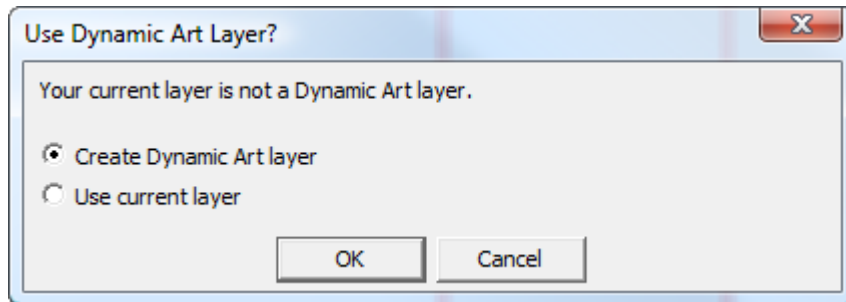 Use Dynamic Art Layer?
Your current layer is not a Dynamic Art layer.
Create Dynamic Art layer
Use current layer
OK Cancel